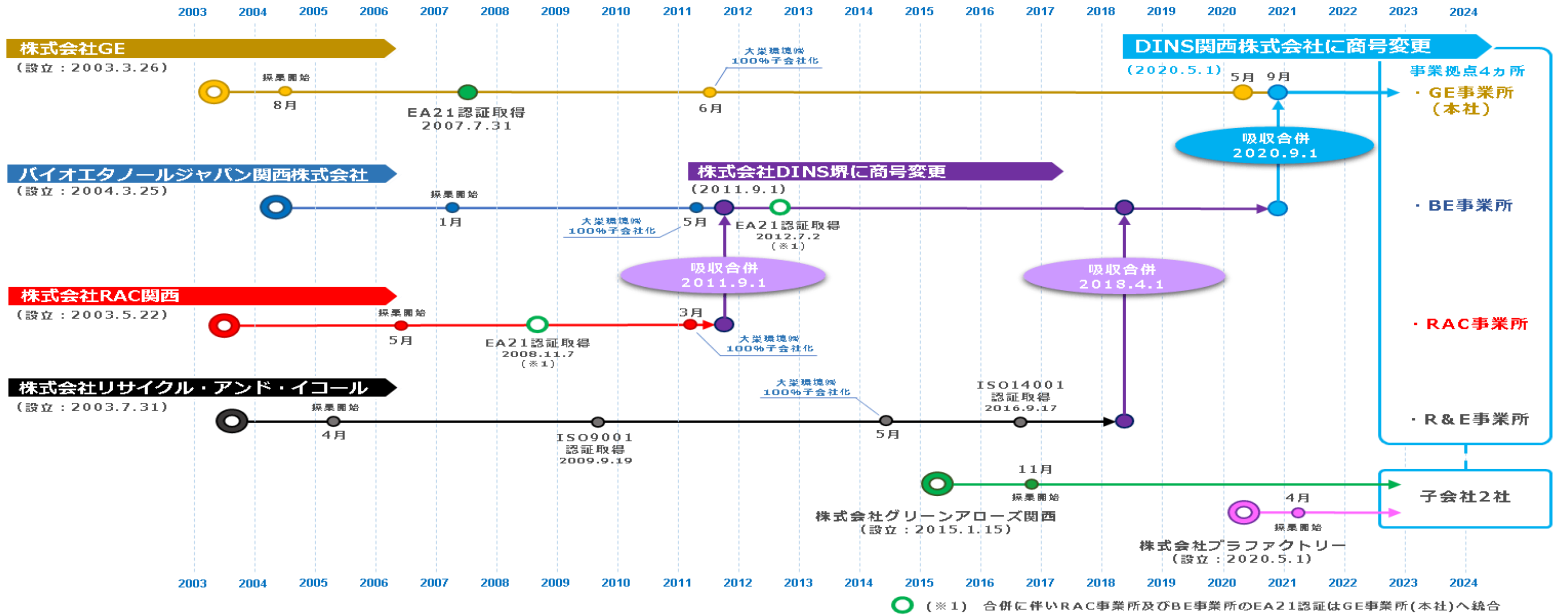 2003 2004 2005 2006 2007 2008 2009 2010 2011 2012 2013 2014 2015 2016 2017 2018 2019 2020 2021 2022 2023 2024
株式会社GE
(設立：2003.3.26)
操業開始
8月
EA21認証取得
2007.7.31
大栄環境㈱
100%子会社化
6月
DINS関西株式会社に商号変更
(2020.5.1)
5月
9月
事業拠点4ヵ所
・GE事業所
(本社)
吸収合併
2020.9.1
バイオエタノールジャパン関西株式会社
(設立：2004.3.25)
操業開始
1月
大栄環境㈱
100%子会社化
5月
株式会社DINS堺に商号変更
(2011.9.1)
EA21認証取得
2012.7.2
(※1)
・BE事業所
吸収合併
2011.9.1
吸収合併
2018.4.1
株式会社RAC関西
(設立：2003.5.22)
操業開始
5月
EA21認証取得
2008.11.7
(※1)
3月
大栄環境㈱
100%子会社化
・RAC事業所
株式会社リサイクル・アンド・イコール
(設立：2003.7.31)
操業開始
4月
ISO9001
認証取得
2009.9.19
大栄環境㈱
100%子会社化
5月
ISO14001
認証取得
2016.9.17
・R&E事業所
11月
操業開始
株式会社グリーンアローズ関西
(設立：2015.1.15)
4月
操業開始
株式会社プラファクトリー
(設立：2020.5.1)
子会社2社
2003 2004 2005 2006 2007 2008 2009 2010 2011 2012 2013 2014 2015 2016 2017 2018 2019 2020 2021 2022 2023 2024
(※1) 合併に伴いRAC事業所及びBE事業所のEA21認証はGE事業所(本社)へ統合